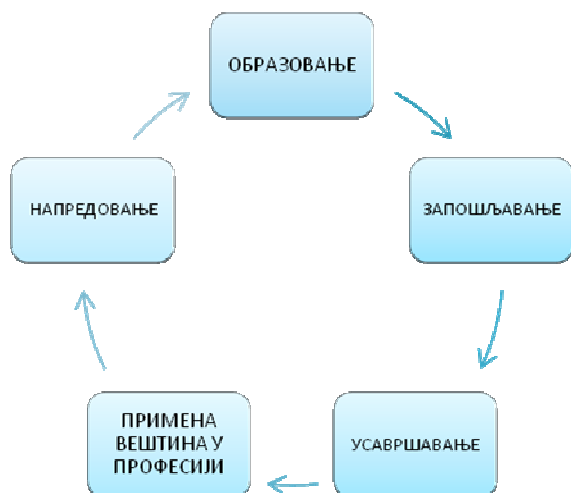 ОБРАЗОВАЊЕ
ЗАПОШЉАВАЊЕ
УСАВРШАВАЊЕ
ПРИМЕНА
ВЕШТИНА У
ПРОФЕСИЈИ
НАПРЕДОВАЊЕ